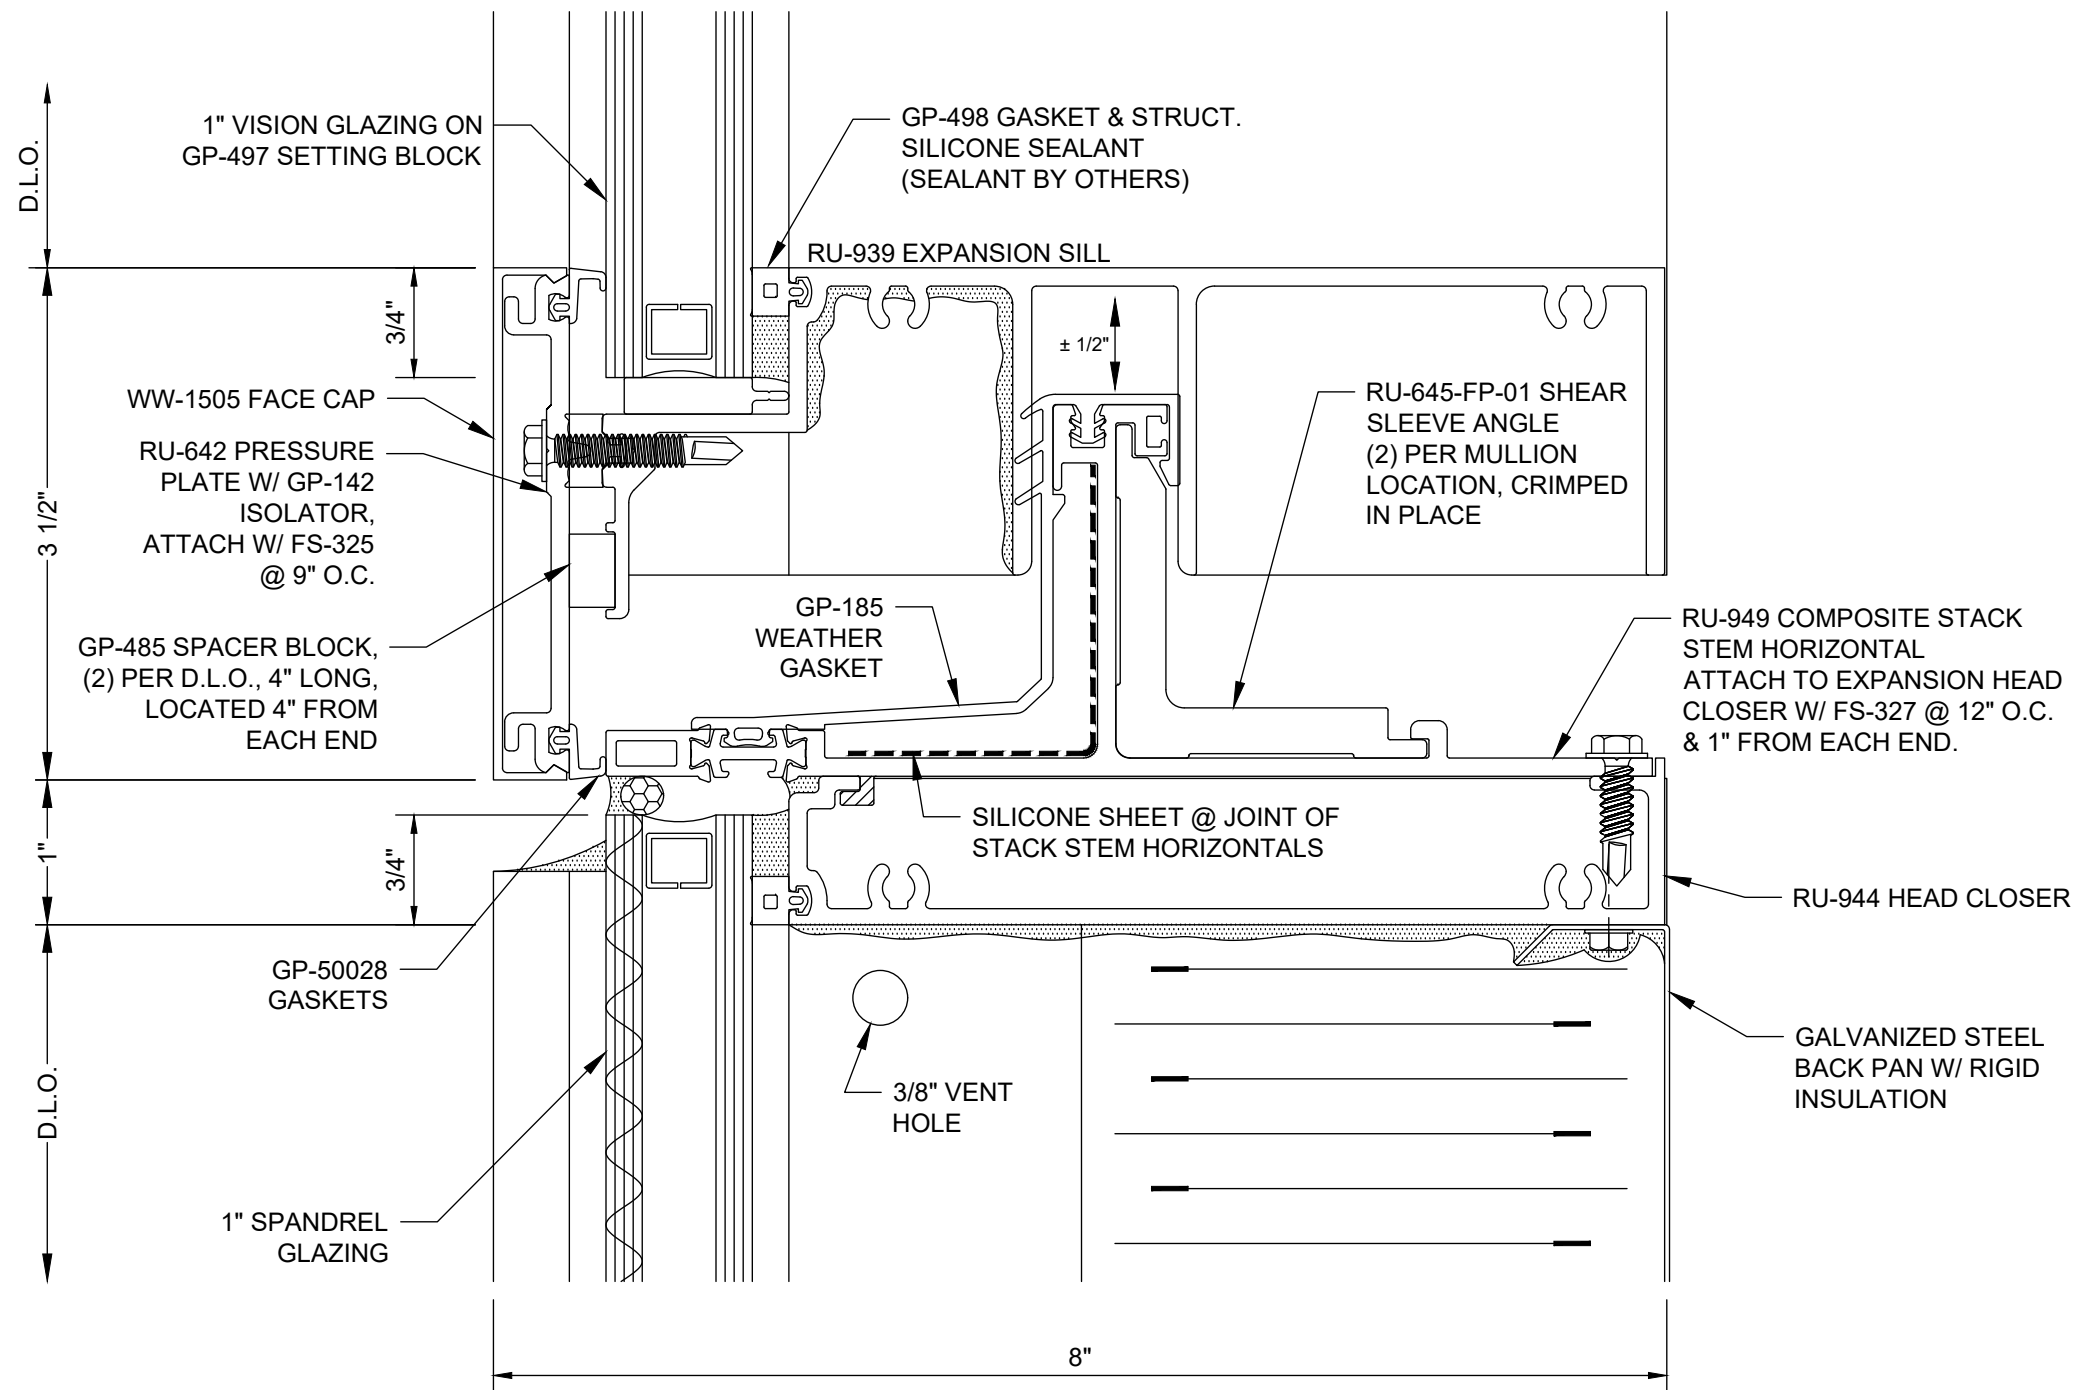 D.L.O.
1" VISION GLAZING ON
GP-497 SETTING BLOCK
GP-498 GASKET & STRUCT.
SILICONE SEALANT
(SEALANT BY OTHERS)
RU-939 EXPANSION SILL
3/4"
± 1/2"
WW-1505 FACE CAP
RU-642 PRESSURE
PLATE W/ GP-142
ISOLATOR,
ATTACH W/ FS-325
@ 9" O.C.
RU-645-FP-01 SHEAR
SLEEVE ANGLE
(2) PER MULLION
LOCATION, CRIMPED
IN PLACE
3 1/2"
GP-485 SPACER BLOCK,
(2) PER D.L.O., 4" LONG,
LOCATED 4" FROM
EACH END
GP-185
WEATHER
GASKET
RU-949 COMPOSITE STACK
STEM HORIZONTAL
ATTACH TO EXPANSION HEAD
CLOSER W/ FS-327 @ 12" O.C.
& 1" FROM EACH END.
SILICONE SHEET @ JOINT OF
STACK STEM HORIZONTALS
1"
3/4"
RU-944 HEAD CLOSER
GP-50028
GASKETS
GALVANIZED STEEL
BACK PAN W/ RIGID
INSULATION
3/8" VENT
HOLE
D.L.O.
1" SPANDREL
GLAZING
8"